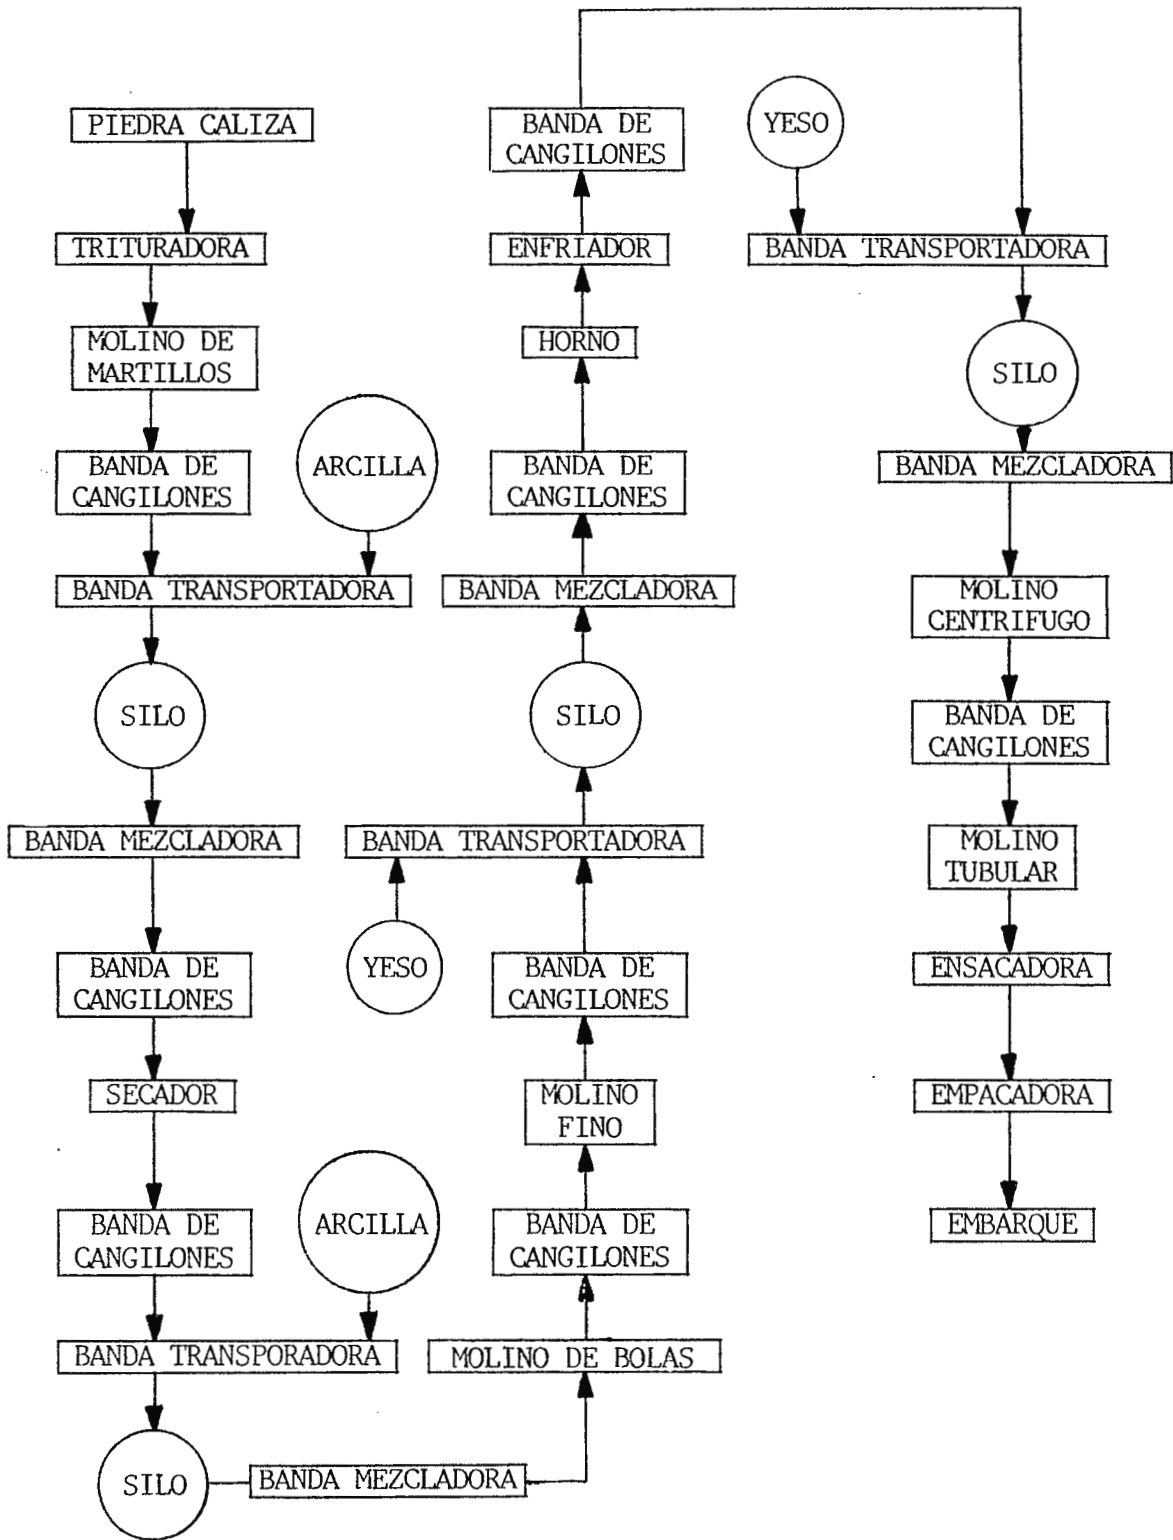 PIEDRA CALIZA
TRITURADORA
MOLINO DE
MARTILLOS
BANDA DE
CANGILONES
ARCILLA
BANDA TRANSPORTADORA
SILO
BANDA MEZCLADORA
BANDA DE
CANGILONES
SECADOR
BANDA DE
CANGILONES
ARCILLA
BANDA TRANSPORADORA
SILO
BANDA MEZCLADORA
MOLINO DE BOLAS
BANDA DE
CANGILONES
MOLINO
FINO
BANDA DE
CANGILONES
YESO
BANDA TRANSPORTADORA
SILO
BANDA MEZCLADORA
BANDA DE
CANGILONES
HORNO
ENFRIADOR
BANDA DE
CANGILONES
YESO
BANDA TRANSPORTADORA
SILO
BANDA MEZCLADORA
MOLINO
CENTRIFUGO
BANDA DE
CANGILONES
MOLINO
TUBULAR
ENSACADORA
EMPACADORA
EMBARQUE